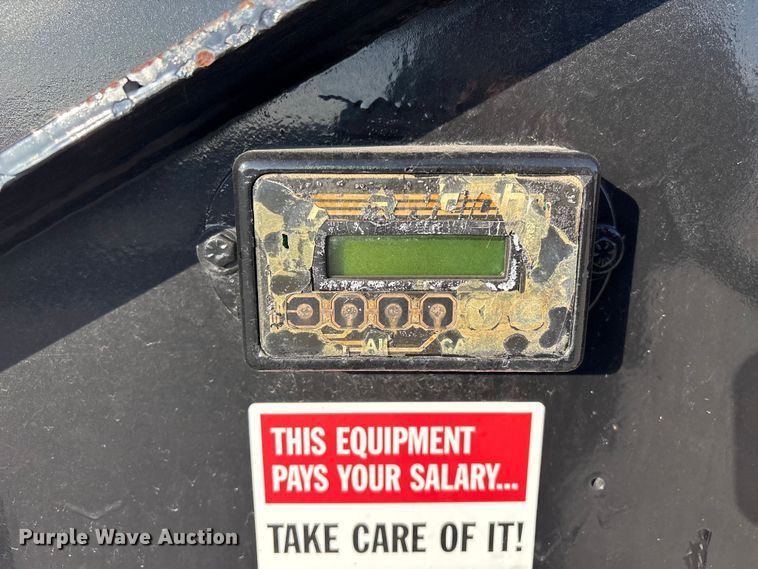 THIS EQUIPMENT
PAYS YOUR SALARY...
TAKE CARE OF IT!
Purple Wave Auction